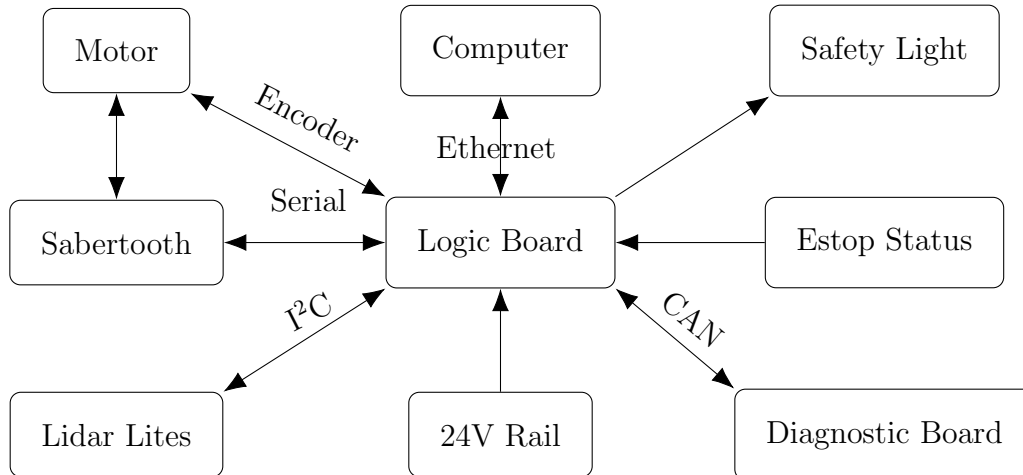 Motor
Computer
Safety Light
Encoder
Ethernet
Serial
Sabertooth
Logic Board
Estop Status
I²C
CAN
Lidar Lites
24V Rail
Diagnostic Board